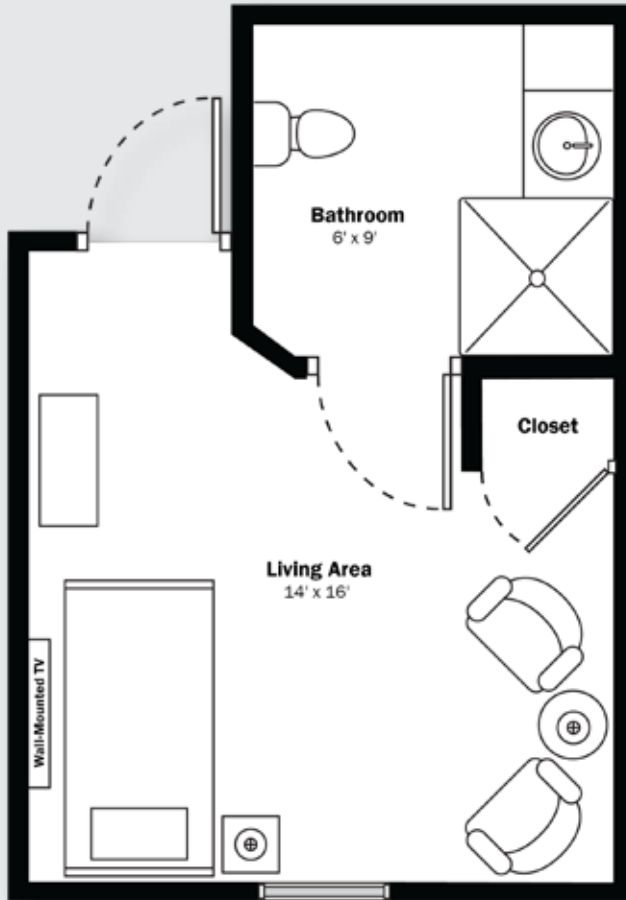 Bathroom
6' x 9'
Closet
Living Area
14' x 16'
Wall-Mounted TV